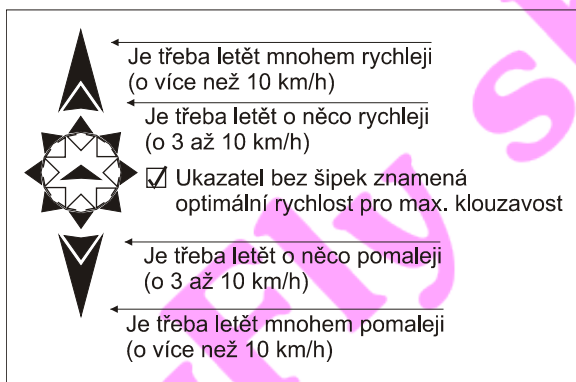 Je třeba letět mnohem rychleji
(o více než 10 km/h)
Je třeba letět o něco rychleji
(o 3 až 10 km/h)
Ukazatel bez šipek znamená
optimální rychlost pro max. klouzavost
Je třeba letět o něco pomaleji
(o 3 až 10 km/h)
Je třeba letět mnohem pomaleji
(o více než 10 km/h)